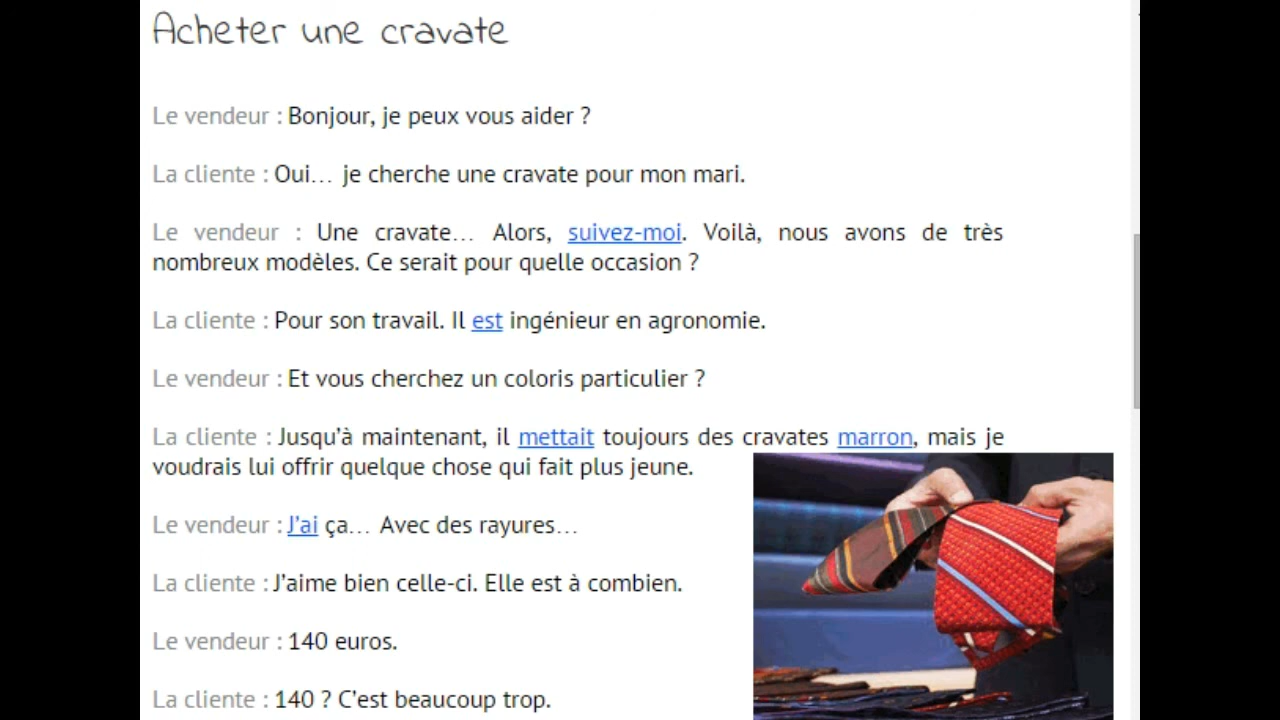 Acheter une cravate
Le vendeur : Bonjour, je peux vous aider ?
La cliente : Oui… je cherche une cravate pour mon mari.
Le vendeur : Une cravate… Alors, suivez-moi. Voilà, nous avons de très
nombreux modèles. Ce serait pour quelle occasion ?
La cliente : Pour son travail. Il est ingénieur en agronomie.
Le vendeur : Et vous cherchez un coloris particulier ?
La cliente : Jusqu’à maintenant, il mettait toujours des cravates marron, mais je
voudrais lui offrir quelque chose qui fait plus jeune.
Le vendeur : J’ai ça… Avec des rayures…
La cliente : J’aime bien celle-ci. Elle est à combien.
Le vendeur : 140 euros.
La cliente : 140 ? C’est beaucoup trop.